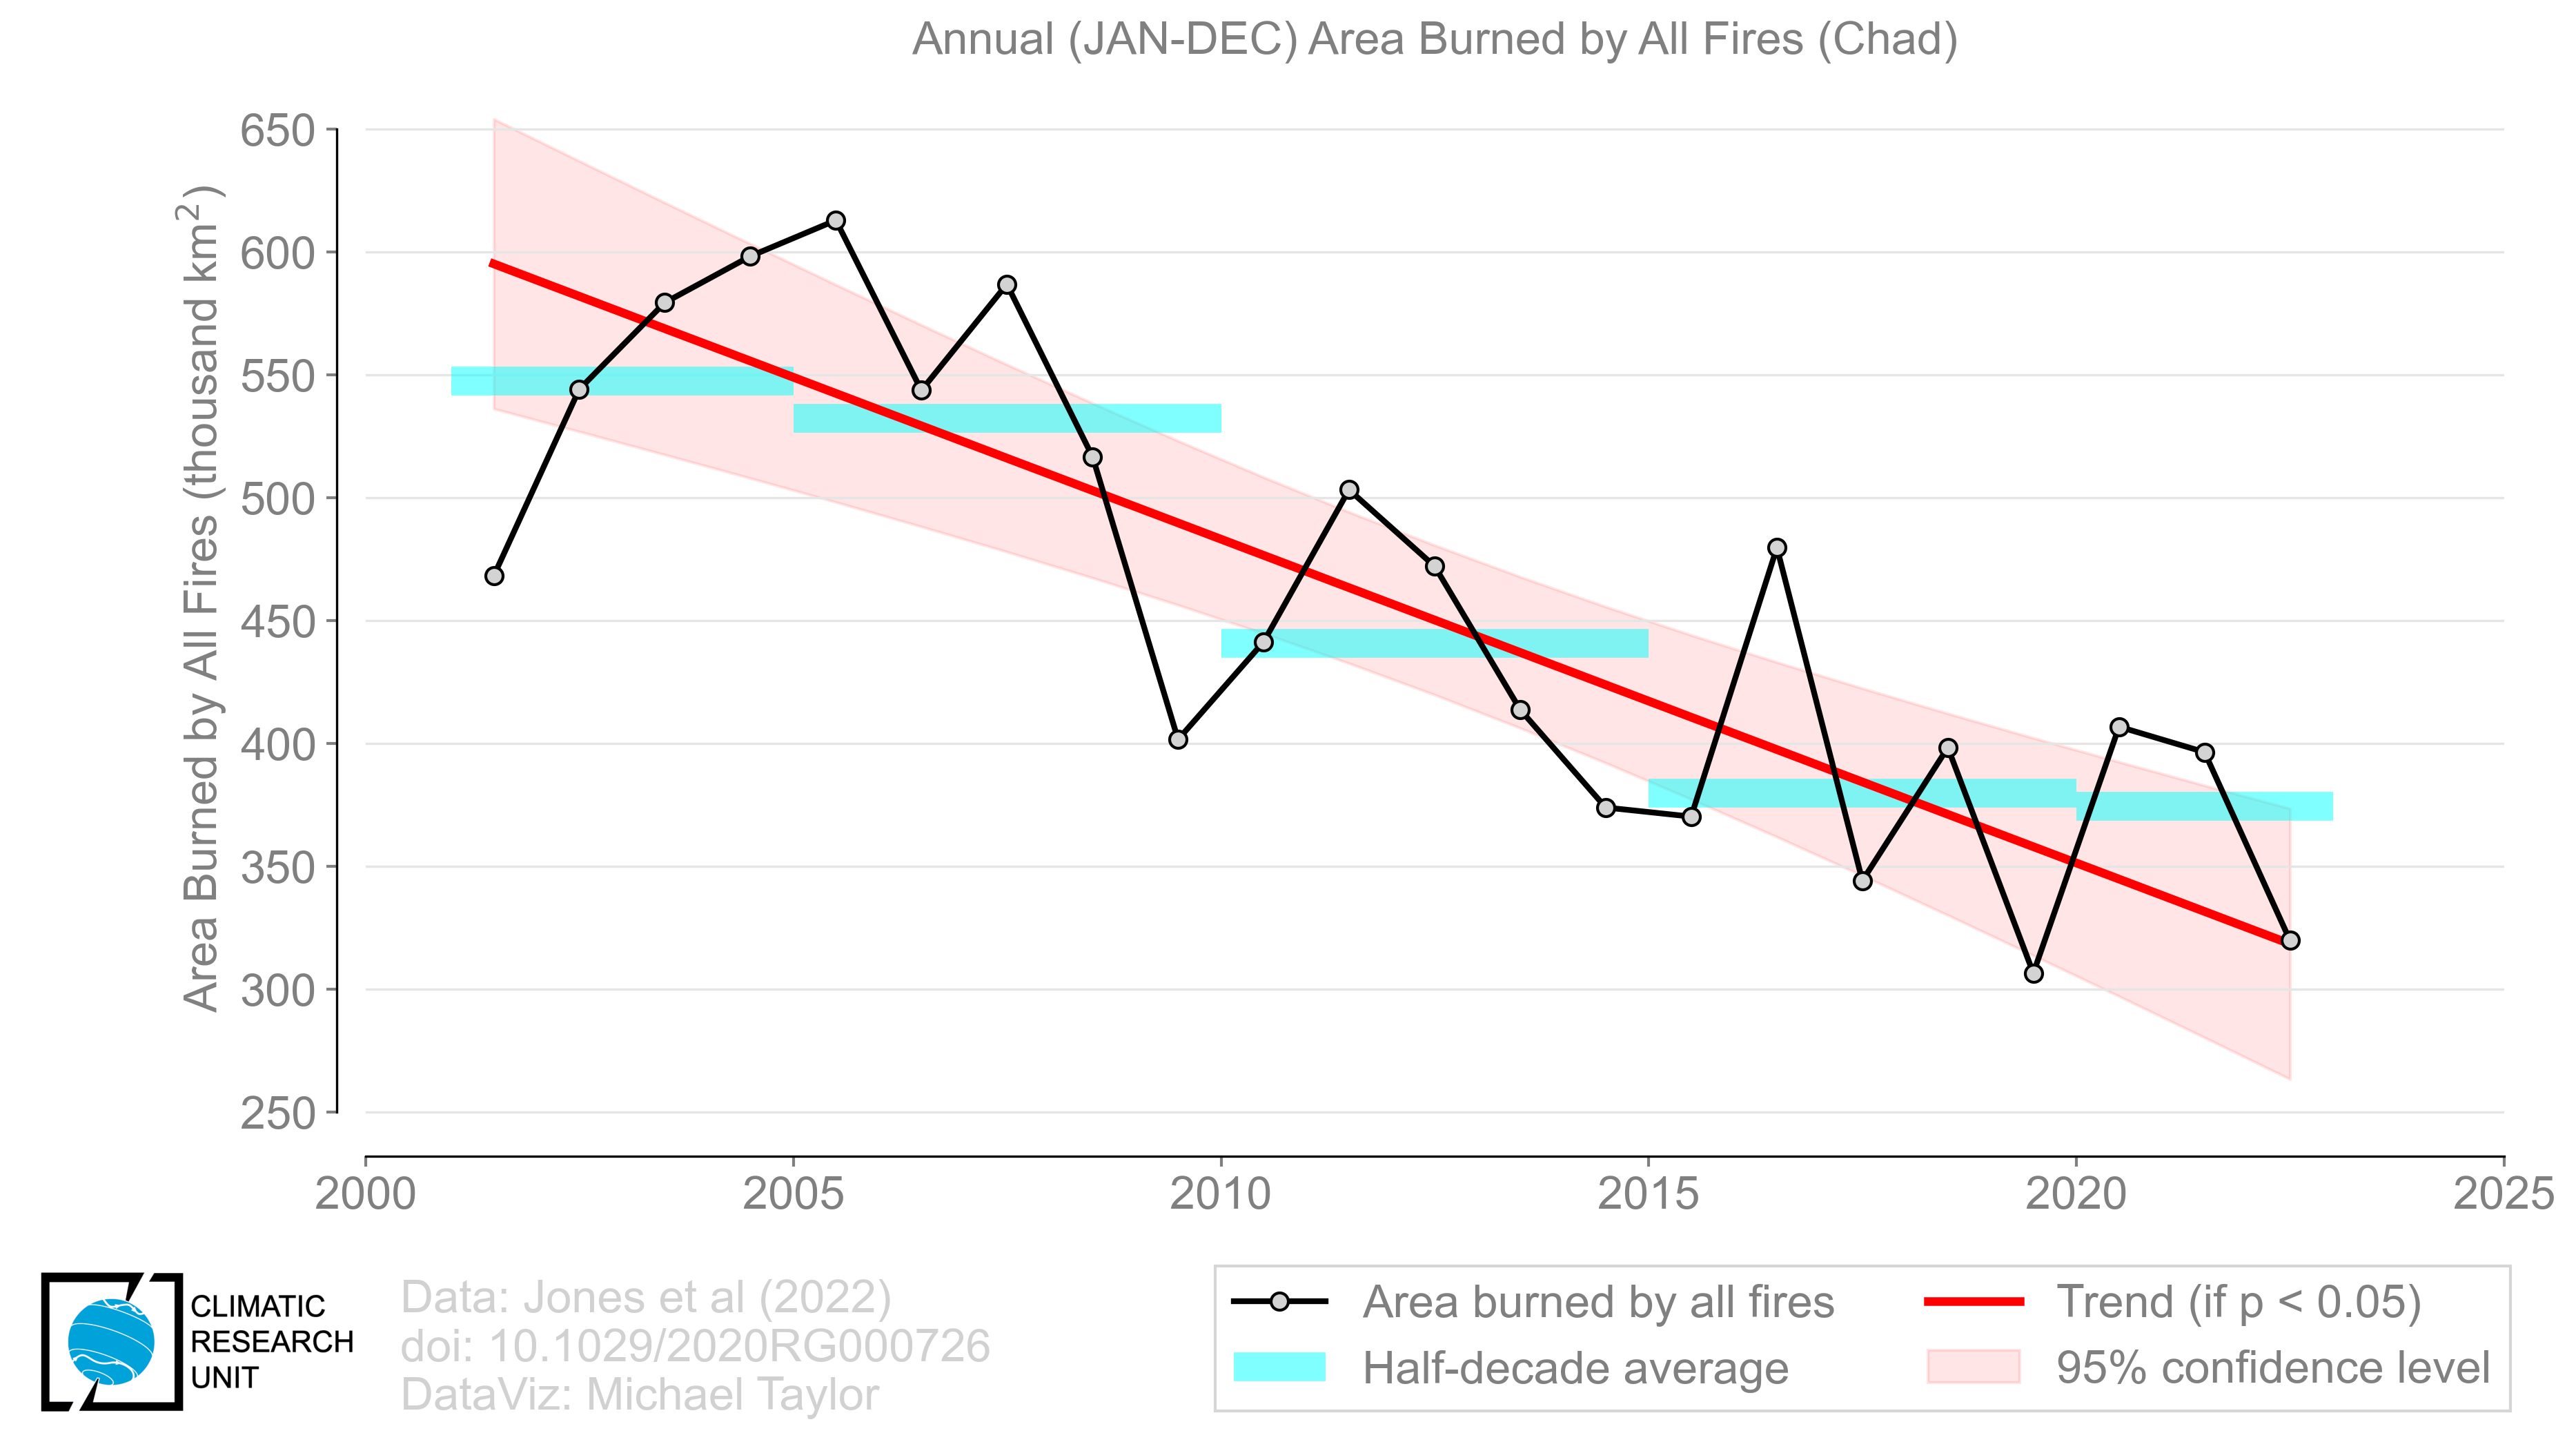 Annual (JAN-DEC) Area Burned by All Fires (Chad)
Area Burned by All Fires (thousand km²)
650
600
550
500
450
400
350
300
250
2000 2005 2010 2015 2020 2025
CLIMATIC
RESEARCH
UNIT
Data: Jones et al (2022)
doi: 10.1029/2020RG000726
DataViz: Michael Taylor
Area burned by all fires
Half-decade average
Trend (if p < 0.05)
95% confidence level